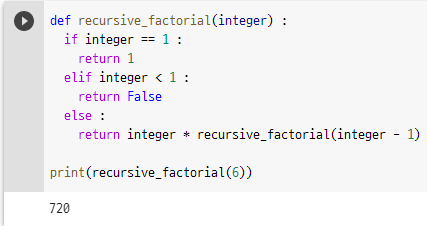 def recursive_factorial(integer) :
  if integer == 1 :
    return 1
  elif integer < 1 :
    return False
  else :
    return integer * recursive_factorial(integer - 1)
print(recursive_factorial(6))
720